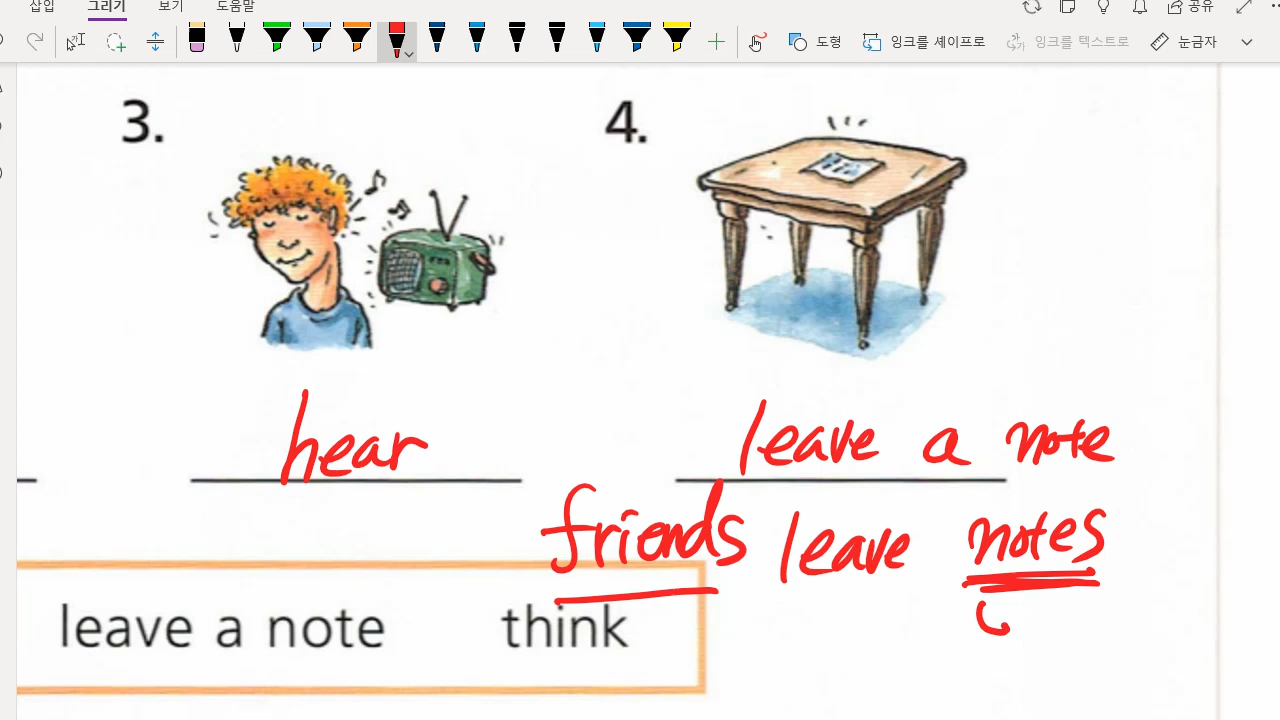 삽입 그리기 보기 도움말 공유
도형 잉크를 셰이프로 잉크를 텍스트로 눈금자
3. 4.
hear leave a note
friends leave notes
leave a note think